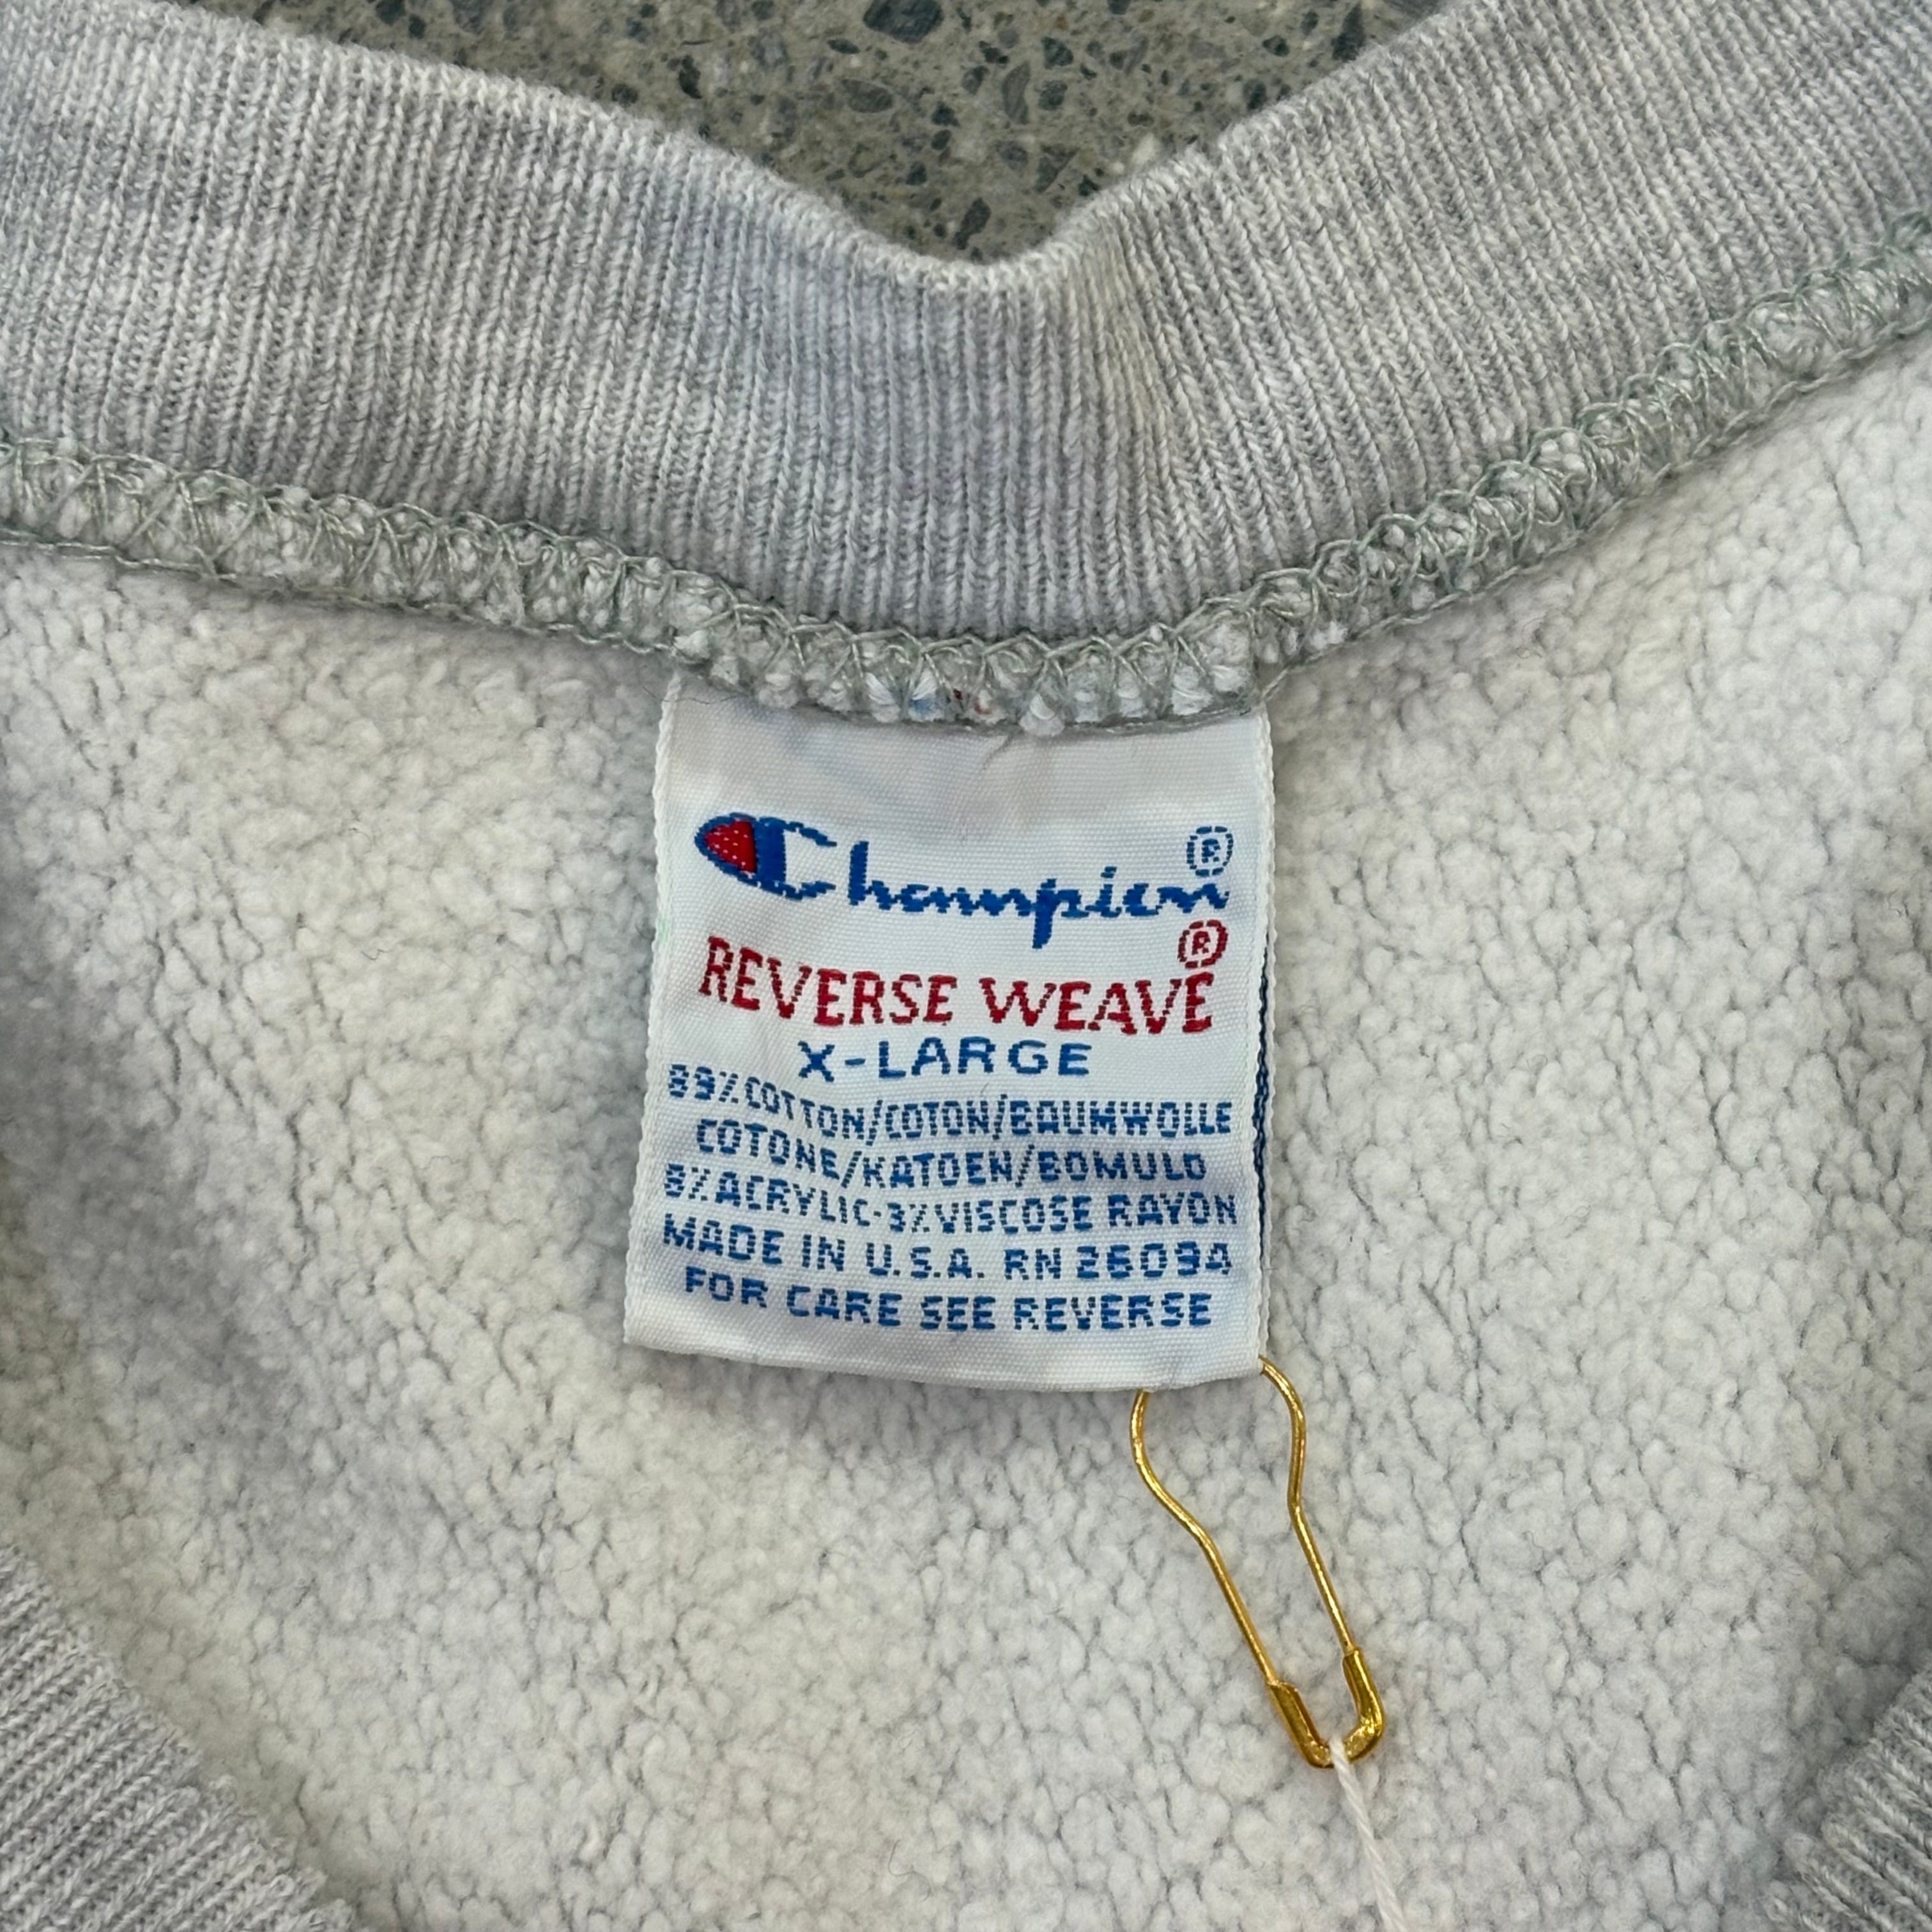 Champion®
REVERSE WEAVE®
X-LARGE
89% COTTON/COTON/BAUMWOLLE
COTONE/KATOEN/BOMULD
8% ACRYLIC-3% VISCOSE RAYON
MADE IN U.S.A. RN 26094
FOR CARE SEE REVERSE